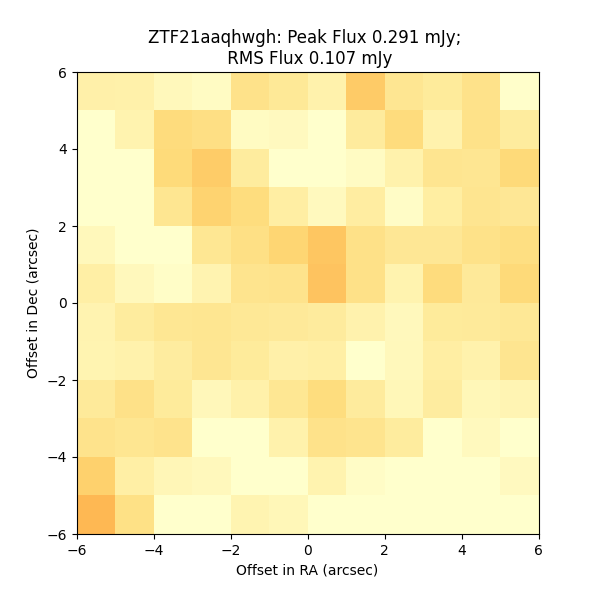 ZTF21aaqhwgh: Peak Flux 0.291 mJy;
RMS Flux 0.107 mJy
6
4
2
0
−2
−4
−6
Offset in Dec (arcsec)
−6 −4 −2 0 2 4 6
Offset in RA (arcsec)